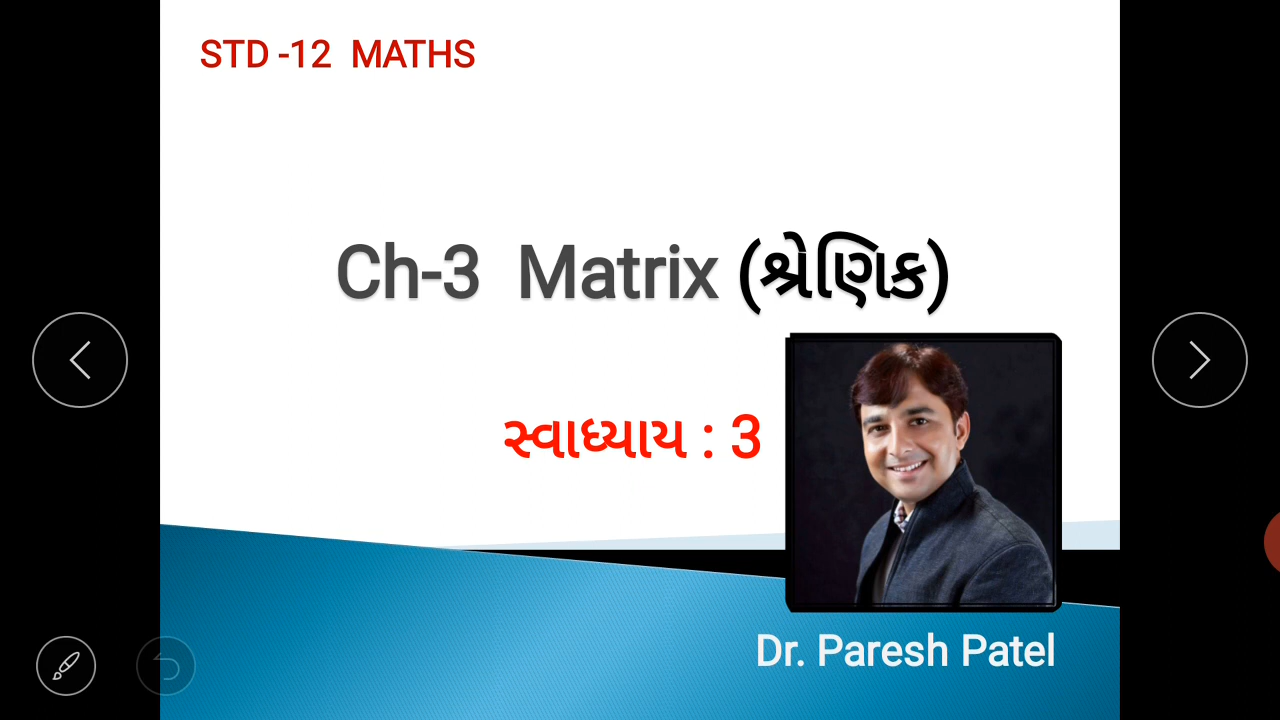 STD -12 MATHS
Ch-3 Matrix (શ્રેણિક)
સ્વાધ્યાય : 3
Dr. Paresh Patel